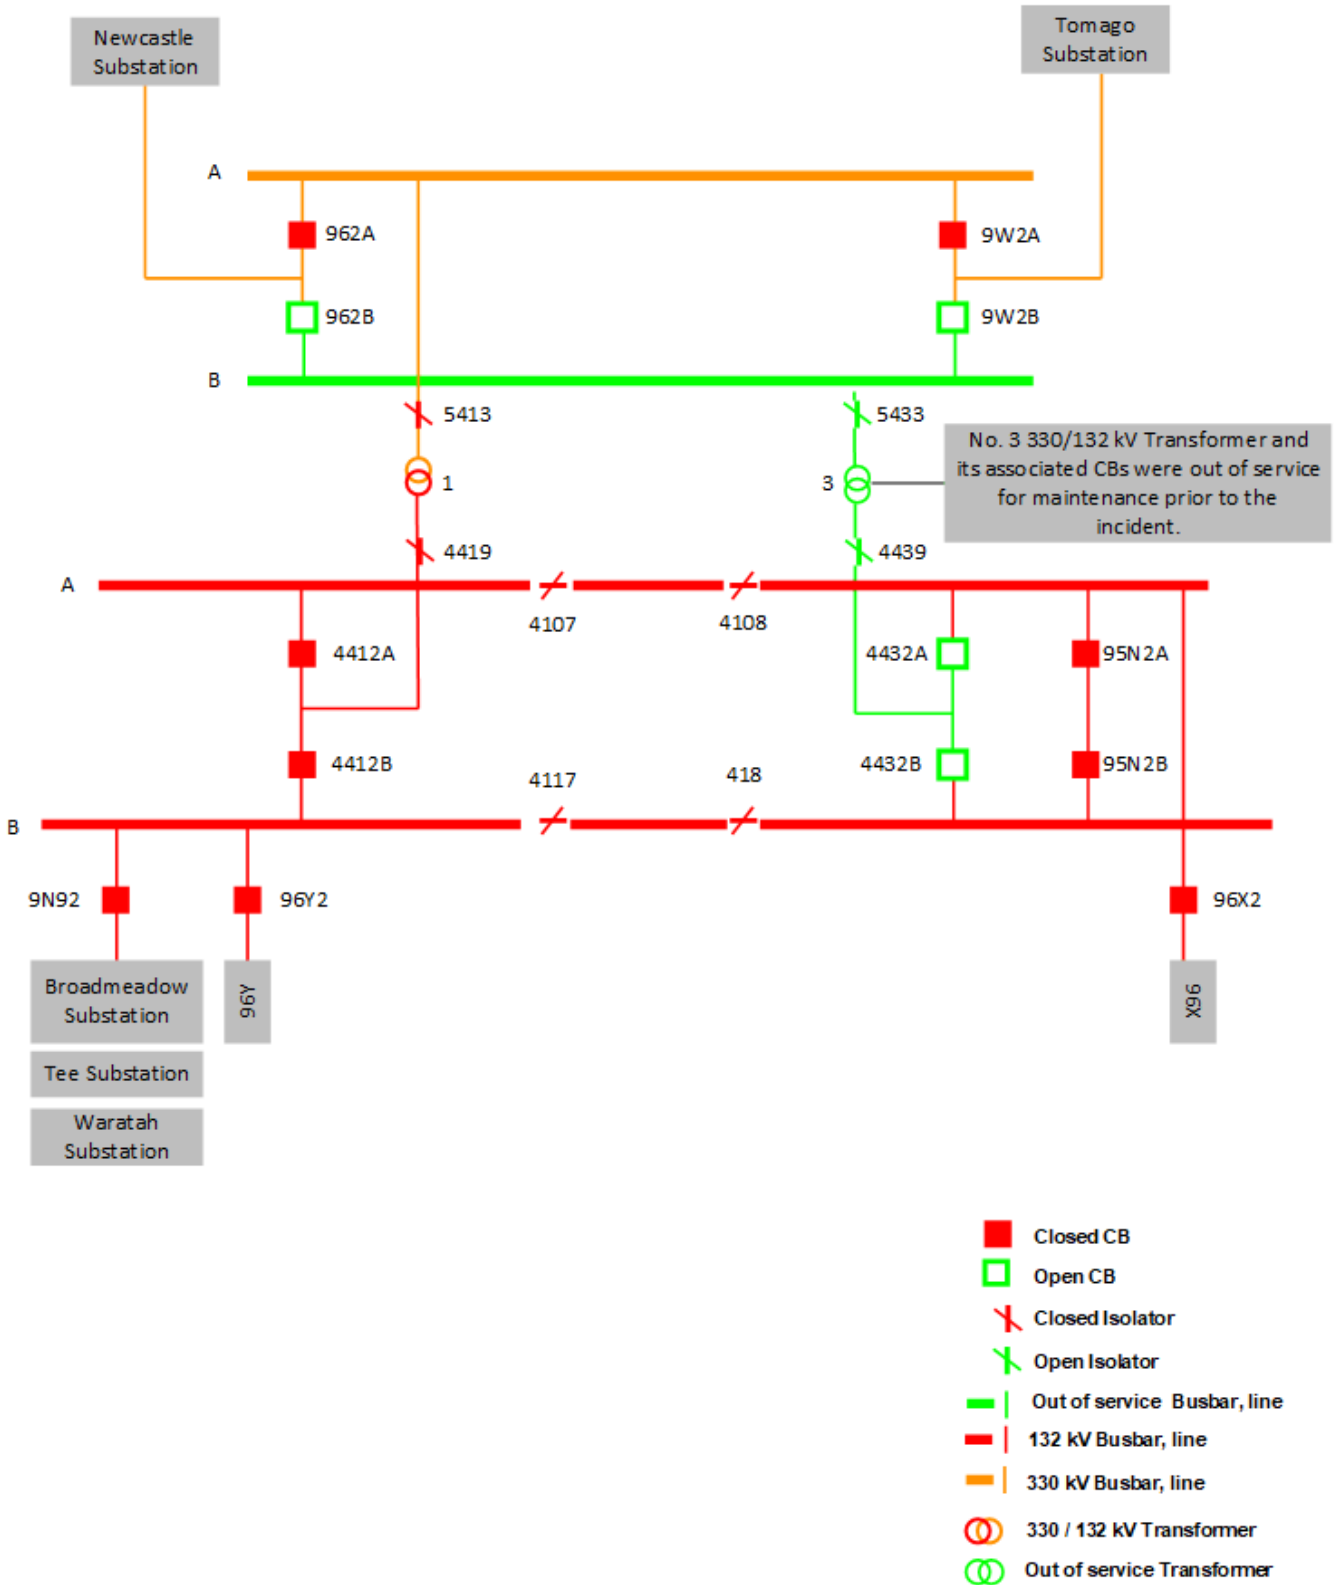 Newcastle
Substation
Tomago
Substation
A
962A
9W2A
962B
9W2B
B
5413
5433
No. 3 330/132 kV Transformer and
its associated CBs were out of service
for maintenance prior to the
incident.
1
3
4419
4439
A
4107
4108
4412A
4432A
95N2A
4412B
4432B
95N2B
4117
418
B
9N92
96Y2
96X2
Broadmeadow
Substation
96Y
96X
Tee Substation
Waratah
Substation
Closed CB
Open CB
Closed Isolator
Open Isolator
Out of service Busbar, line
132 kV Busbar, line
330 kV Busbar, line
330 / 132 kV Transformer
Out of service Transformer